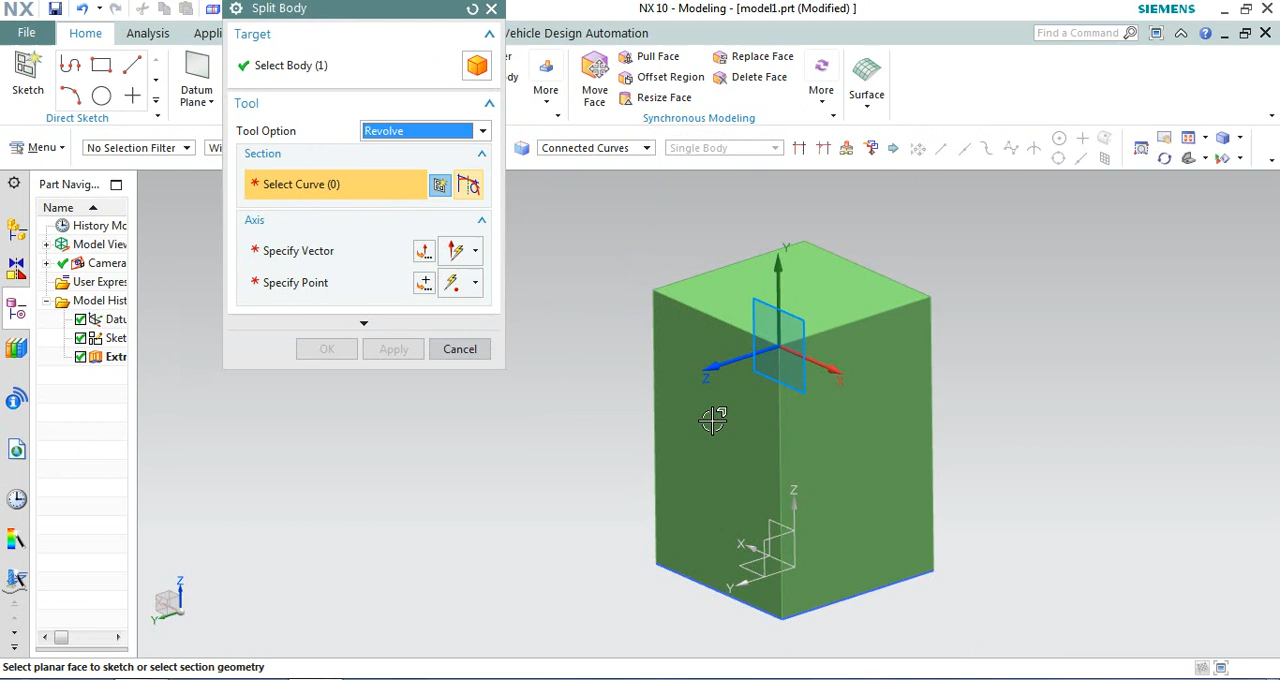 NX
Split Body
NX 10 - Modeling - [model1.prt (Modified) ]
SIEMENS
File
Home
Analysis
Appli
Vehicle Design Automation
Find a Command
Sketch
Direct Sketch
Datum
Plane
More
Move
Face
Pull Face
Offset Region
Resize Face
Replace Face
Delete Face
More
Surface
Synchronous Modeling
Menu
No Selection Filter
Connected Curves
Single Body
Target
Select Body (1)
Tool
Tool Option
Revolve
Section
* Select Curve (0)
Axis
* Specify Vector
* Specify Point
OK
Apply
Cancel
Part Navig...
Name
History Mo
Model View
Camera
User Expres
Model Hist
Datu
Sket
Extr
Y
Z
X
Z
X
Y
Z
Y
Select planar face to sketch or select section geometry